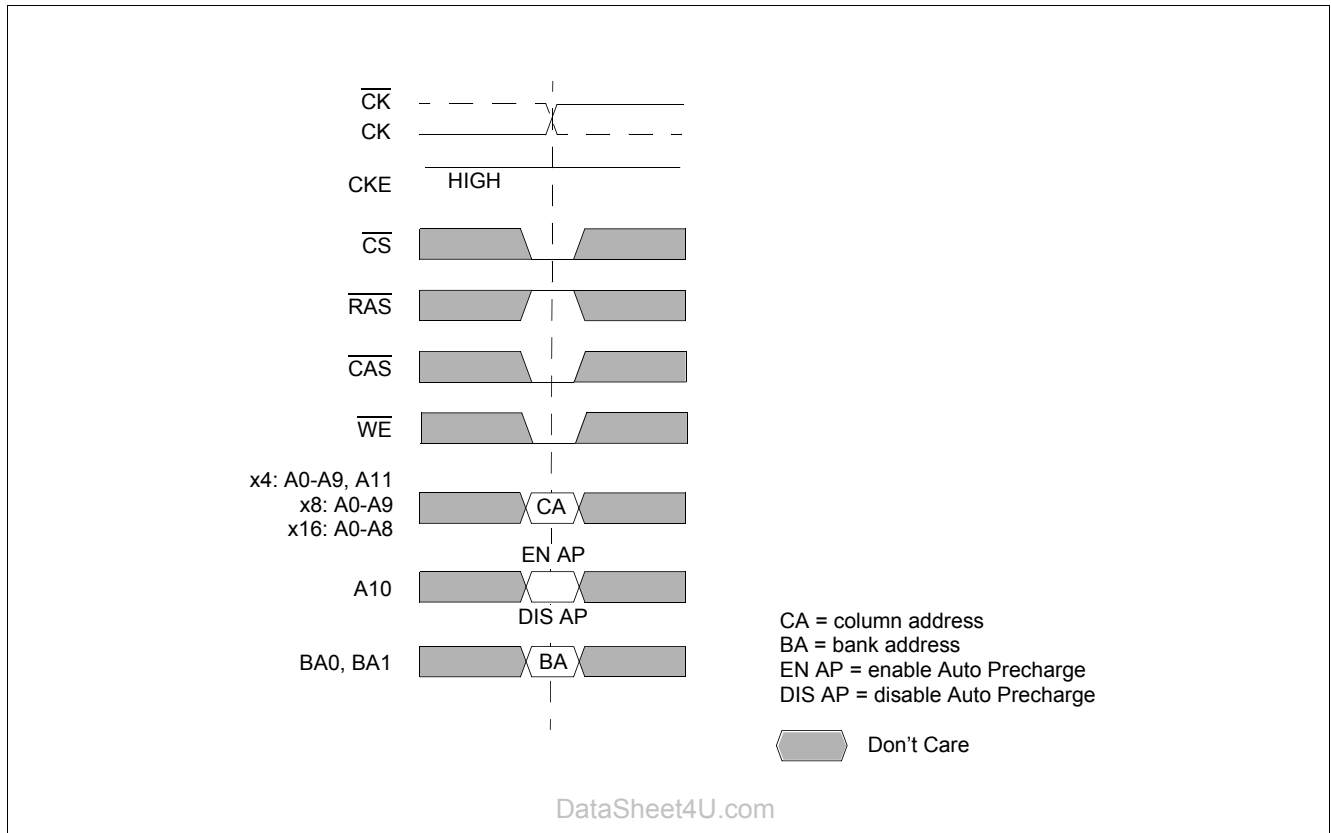 CK
CK
CKE HIGH
CS
RAS
CAS
WE
x4: A0-A9, A11
x8: A0-A9
x16: A0-A8
CA
EN AP
A10
DIS AP
BA0, BA1 BA
CA = column address
BA = bank address
EN AP = enable Auto Precharge
DIS AP = disable Auto Precharge
Don't Care
DataSheet4U.com